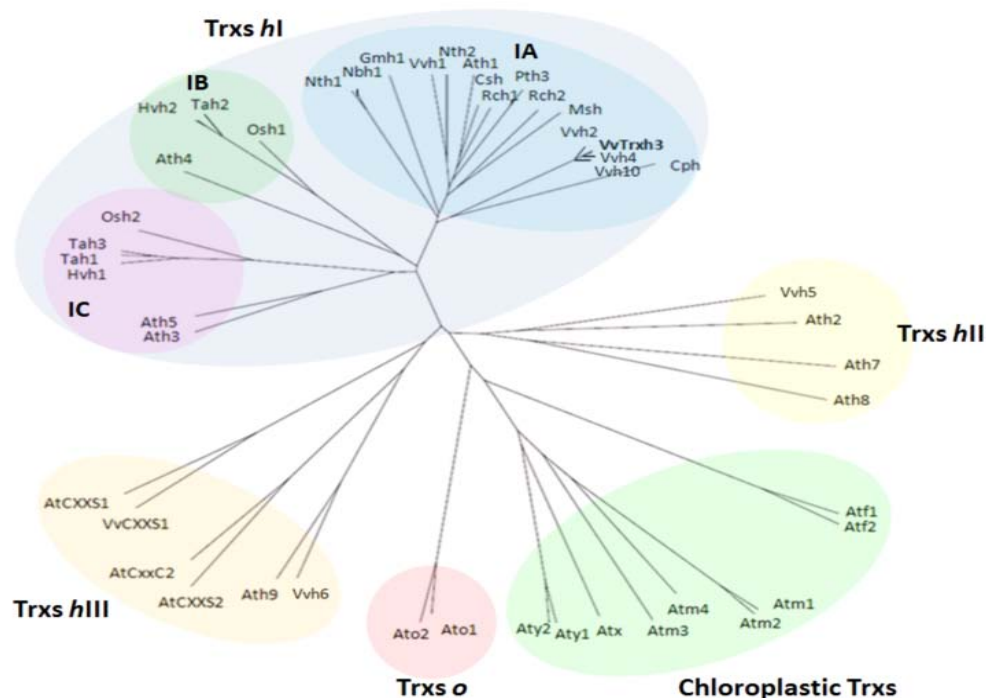 Trxs hI
IA
Nth2
Gmh1
Vvh1
Ath1
Nbh1
Nth1
Csh
Pth3
Rch1
Rch2
Msh
IB
Hvh2
Tah2
Osh1
Vvh2
VvTrxh3
Vvh4
Vvh10
Cph
Ath4
Osh2
Tah3
Tah1
Hvh1
IC
Ath5
Ath3
Vvh5
Ath2
Trxs hII
Ath7
Ath8
AtCXXS1
VvCXXS1
Atf1
Atf2
AtCxxC2
AtCXXS2
Ath9
Vvh6
Trxs hIII
Ato2
Ato1
Aty2
Aty1
Atx
Atm3
Atm4
Atm2
Atm1
Trxs o
Chloroplastic Trxs